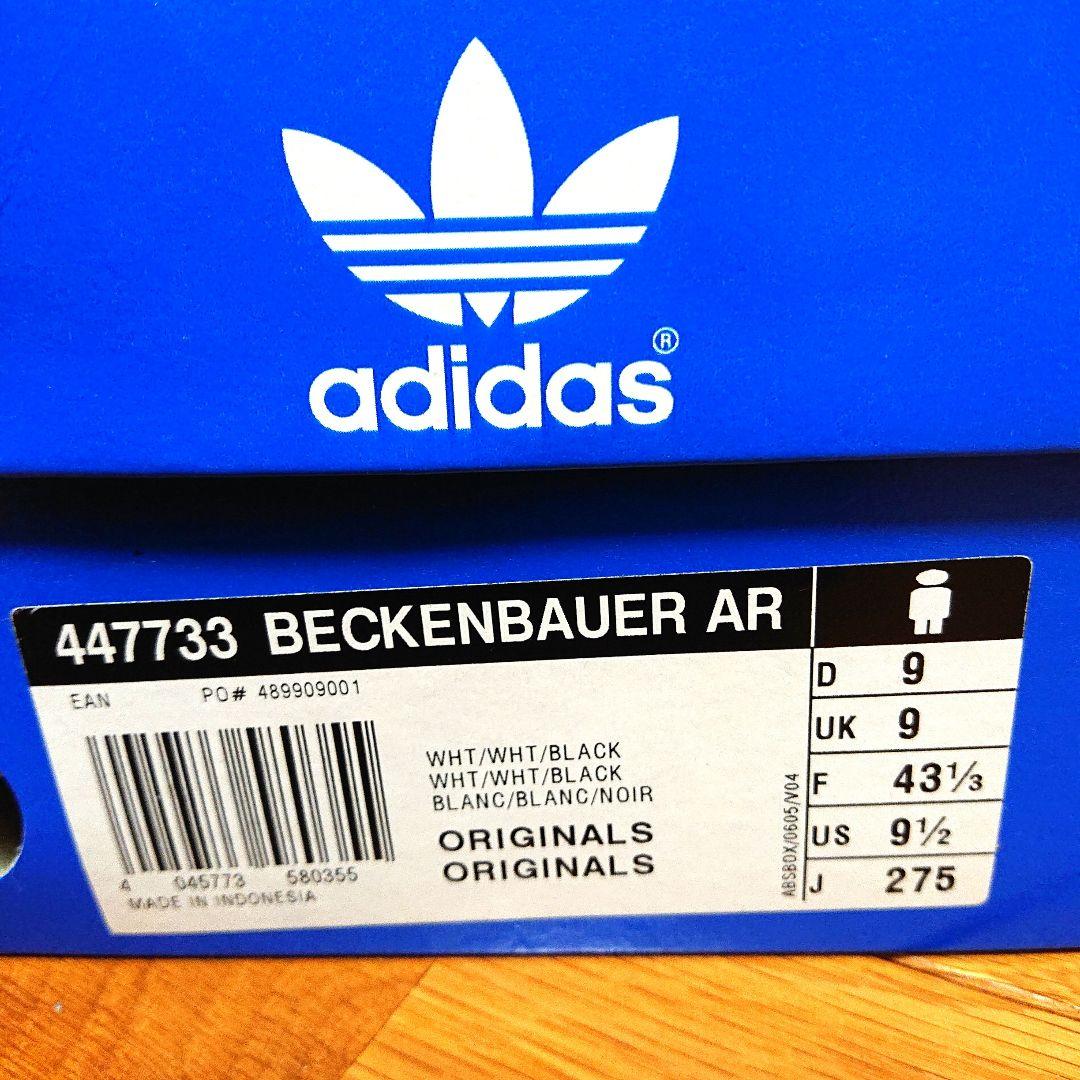 adidas®
447733 BECKENBAUER AR
EAN PO# 489909001
WHT/WHT/BLACK
WHT/WHT/BLACK
BLANC/BLANC/NOIR
ORIGINALS
ORIGINALS
4 045773 580355
MADE IN INDONESIA
ABSBOX/0605/V04
D 9
UK 9
F 43⅓
US 9½
J 275